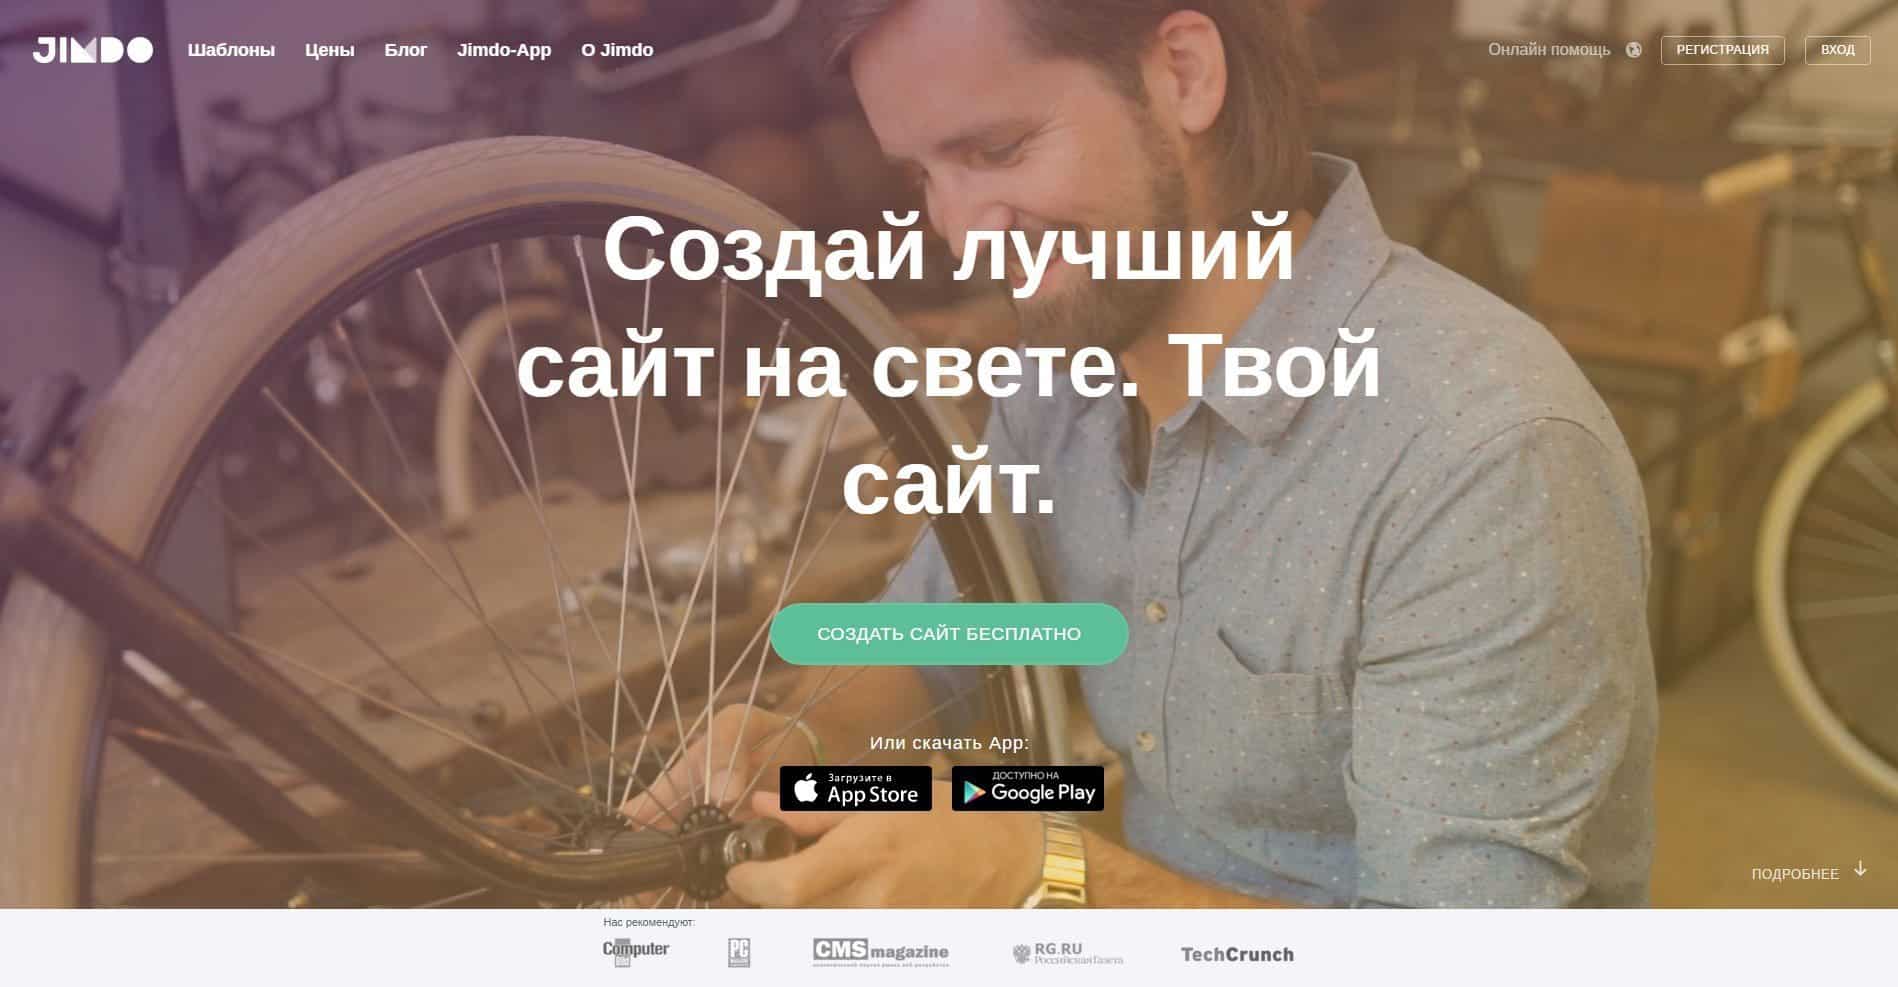 JIMDO Шаблоны Цены Блог Jimdo-App О Jimdo Онлайн помощь РЕГИСТРАЦИЯ ВХОД
Создай лучший
сайт на свете. Твой
сайт.
СОЗДАТЬ САЙТ БЕСПЛАТНО
Или скачать App:
Загрузите в
App Store
ДОСТУПНО НА
Google Play
ПОДРОБНЕЕ
Нас рекомендуют:
Computer
PC
CMS magazine
RG.RU
Российская Газета
TechCrunch